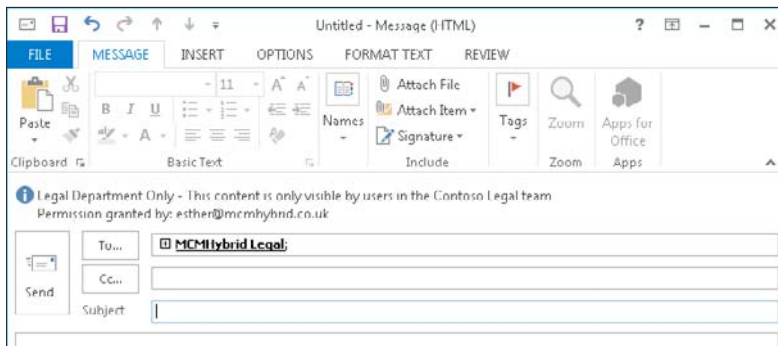 Untitled - Message (HTML)
?
FILE MESSAGE INSERT OPTIONS FORMAT TEXT REVIEW
11 A A
Attach File
B I U
Attach Item
Paste
Names
Tags Zoom Apps for
Office
A
Signature
Clipboard Basic Text Include Zoom Apps
Legal Department Only - This content is only visible by users in the Contoso Legal team
Permission granted by: esther@mcmhybrid.co.uk
To...
MCMHybrid Legal;
Cc...
Send
Subject